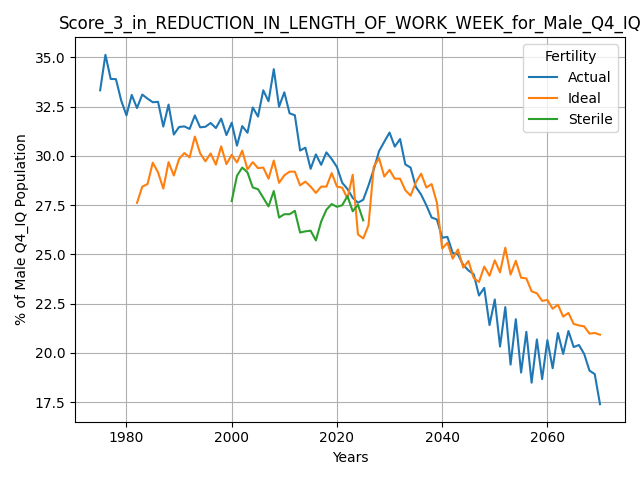 Score_3_in_REDUCTION_IN_LENGTH_OF_WORK_WEEK_for_Male_Q4_IQ
% of Male Q4_IQ Population
35.0
32.5
30.0
27.5
25.0
22.5
20.0
17.5
Fertility
Actual
Ideal
Sterile
1980 2000 2020 2040 2060
Years